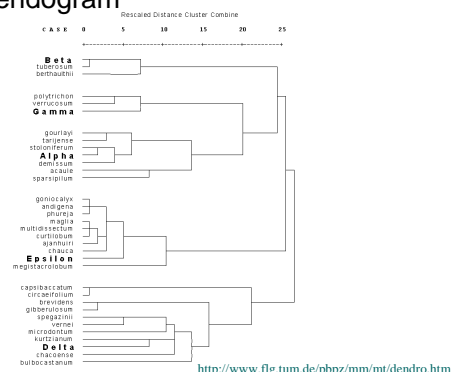 endogram
Rescaled Distance Cluster Combine
CASE 0 5 10 15 20 25
Beta
tuberosum
berthaulthii
polytrichon
verrucosum
Gamma
gourlayi
tarijense
stoloniferum
Alpha
demissum
acaule
sparsipilum
goniocalyx
andigena
phureja
maglia
multidissectum
curtilobum
ajanhuiri
chauca
Epsilon
megistacrolobum
capsibaccatum
circaeifolium
brevidens
gibberulosum
spegazinii
vernei
microdontum
kurtzianum
Delta
chacoense
bulbocastanum
http://www.flg.tum.de/pbpz/mm/mt/dendro.htm